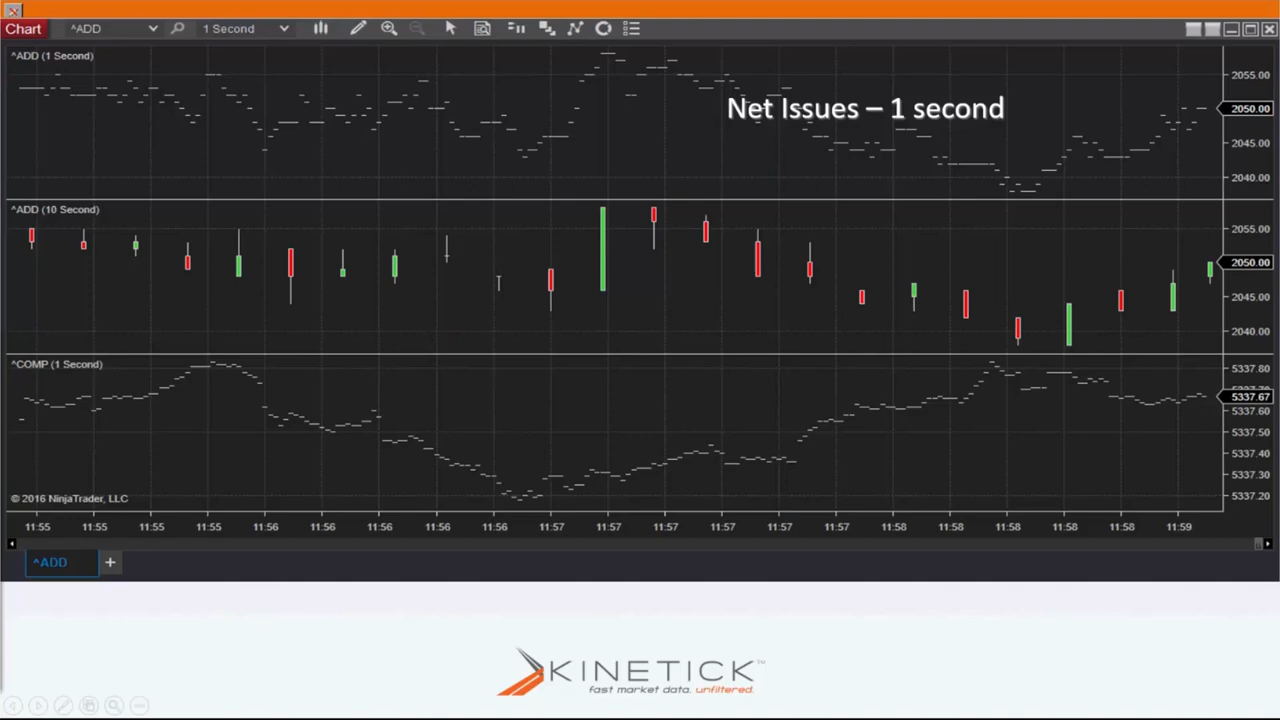 Chart ^ADD 1 Second
^ADD (1 Second)
Net Issues – 1 second
2055.00
2050.00
2045.00
2040.00
^ADD (10 Second)
2055.00
2050.00
2045.00
2040.00
^COMP (1 Second)
5337.80
5337.67
5337.60
5337.50
5337.40
5337.30
5337.20
© 2016 NinjaTrader, LLC
11:55 11:55 11:55 11:55 11:56 11:56 11:56 11:56 11:56 11:57 11:57 11:57 11:57 11:57 11:57 11:58 11:58 11:58 11:58 11:58 11:59
^ADD +
KINETICK™
fast market data. unfiltered.